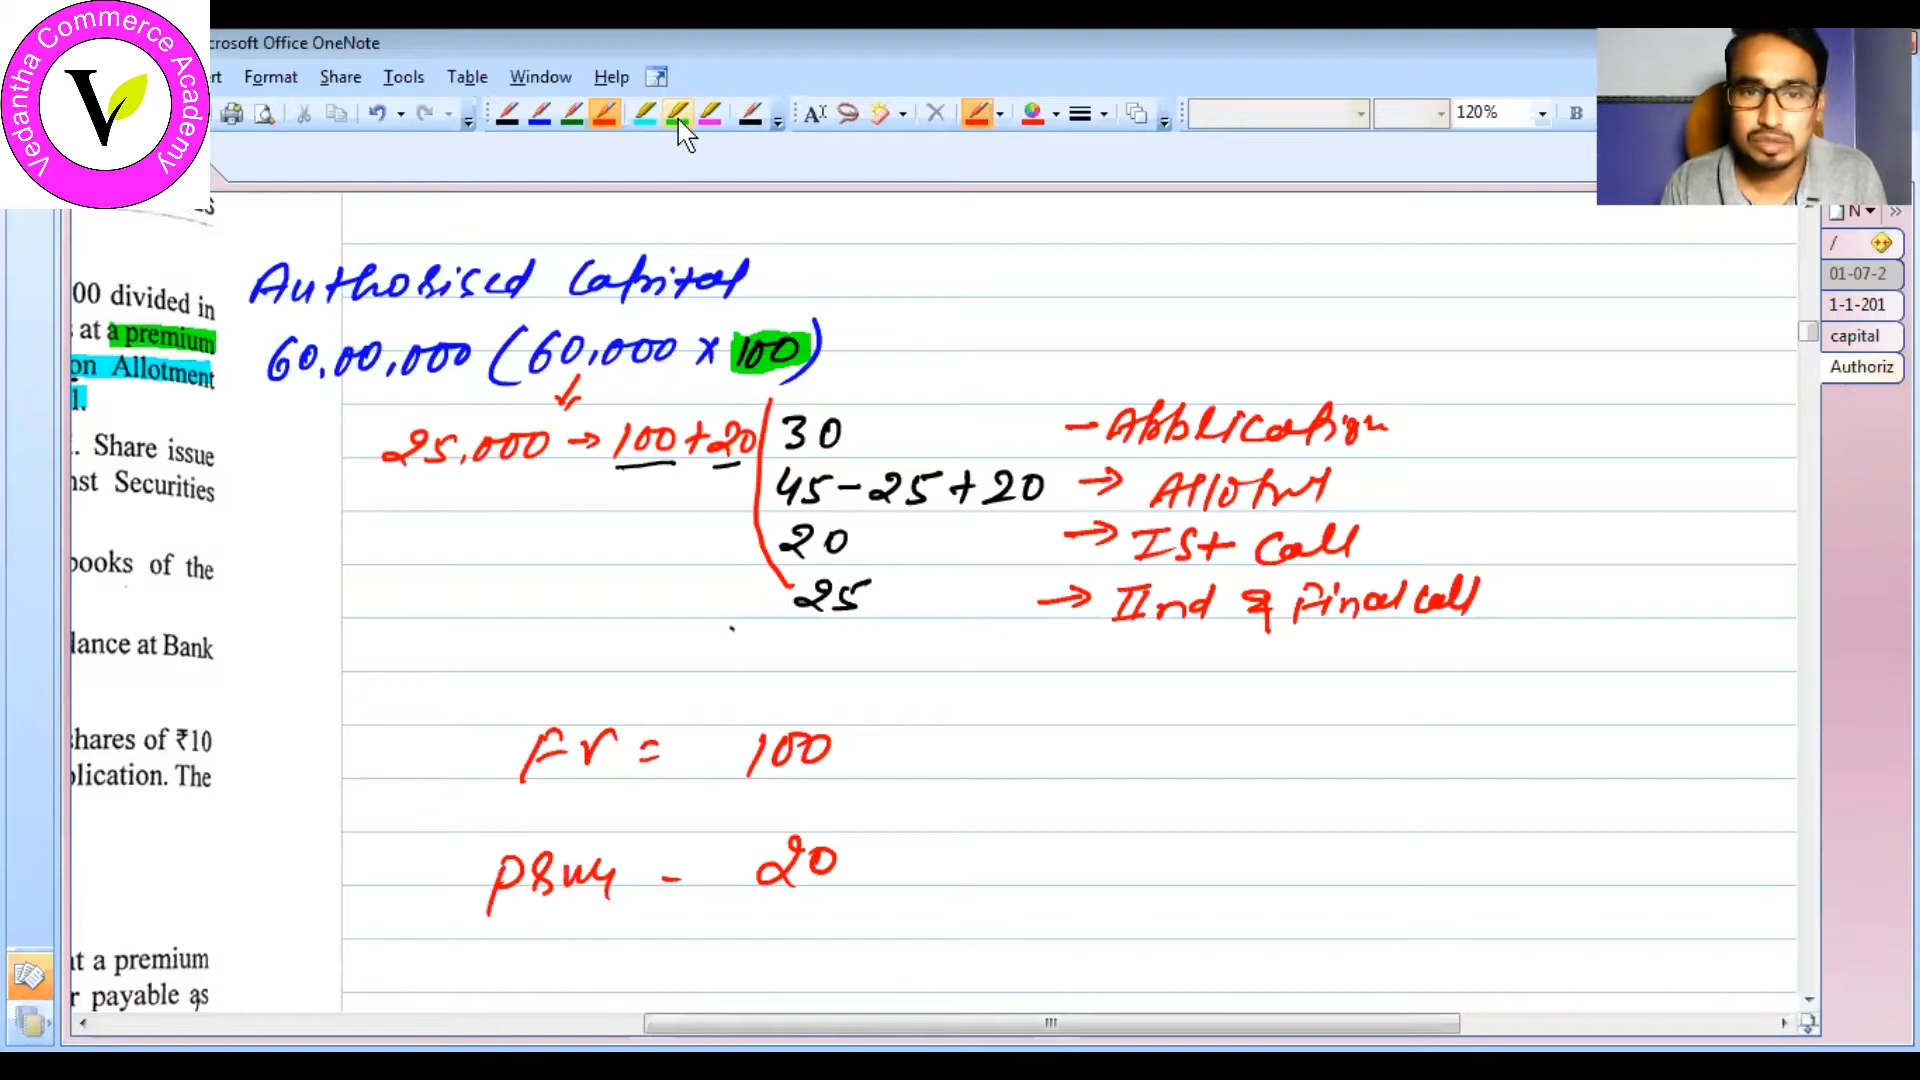 Vedantha Commerce Academy
V
crosoft Office OneNote
rt Format Share Tools Table Window Help
120% B
N
/
01-07-2
1-1-201
capital
Authoriz
00 divided in
at a premium
on Allotment
l.
. Share issue
nst Securities
books of the
lance at Bank
shares of ₹10
plication. The
at a premium
r payable as
Authorised Capital
60,00,000 (60,000 × 100)
25,000 → 100 + 20
30 - Application
45 - 25 + 20 →
20 → Ist Call
25 → IInd & Final Call
FV = 100
- 20